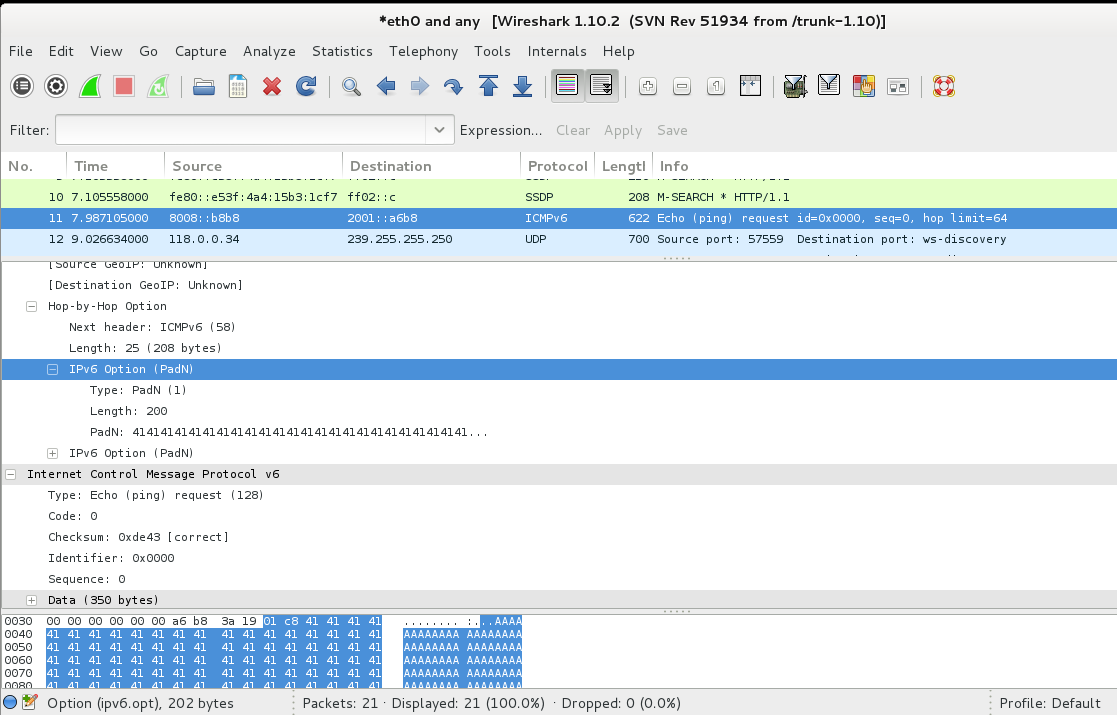 *eth0 and any   [Wireshark 1.10.2  (SVN Rev 51934 from /trunk-1.10)]
File Edit View Go Capture Analyze Statistics Telephony Tools Internals Help
Filter: Expression... Clear Apply Save
No. Time Source Destination Protocol Lengtl Info
10 7.105558000 fe80::e53f:4a4:15b3:1cf7 ff02::c SSDP 208 M-SEARCH * HTTP/1.1
11 7.987105000 8008::b8b8 2001::a6b8 ICMPv6 622 Echo (ping) request id=0x0000, seq=0, hop limit=64
12 9.026634000 118.0.0.34 239.255.255.250 UDP 700 Source port: 57559  Destination port: ws-discovery
[Source GeoIP: Unknown]
[Destination GeoIP: Unknown]
Hop-by-Hop Option
Next header: ICMPv6 (58)
Length: 25 (208 bytes)
IPv6 Option (PadN)
Type: PadN (1)
Length: 200
PadN: 414141414141414141414141414141414141414141414141...
IPv6 Option (PadN)
Internet Control Message Protocol v6
Type: Echo (ping) request (128)
Code: 0
Checksum: 0xde43 [correct]
Identifier: 0x0000
Sequence: 0
Data (350 bytes)
0030 00 00 00 00 00 00 a6 b8 3a 19 01 c8 41 41 41 41 ........ :...AAAA
0040 41 41 41 41 41 41 41 41 41 41 41 41 41 41 41 41 AAAAAAAA AAAAAAAA
0050 41 41 41 41 41 41 41 41 41 41 41 41 41 41 41 41 AAAAAAAA AAAAAAAA
0060 41 41 41 41 41 41 41 41 41 41 41 41 41 41 41 41 AAAAAAAA AAAAAAAA
0070 41 41 41 41 41 41 41 41 41 41 41 41 41 41 41 41 AAAAAAAA AAAAAAAA
0080 41 41 41 41 41 41 41 41 41 41 41 41 41 41 41 41 AAAAAAAA AAAAAAAA
Option (ipv6.opt), 202 bytes Packets: 21 · Displayed: 21 (100.0%) · Dropped: 0 (0.0%) Profile: Default